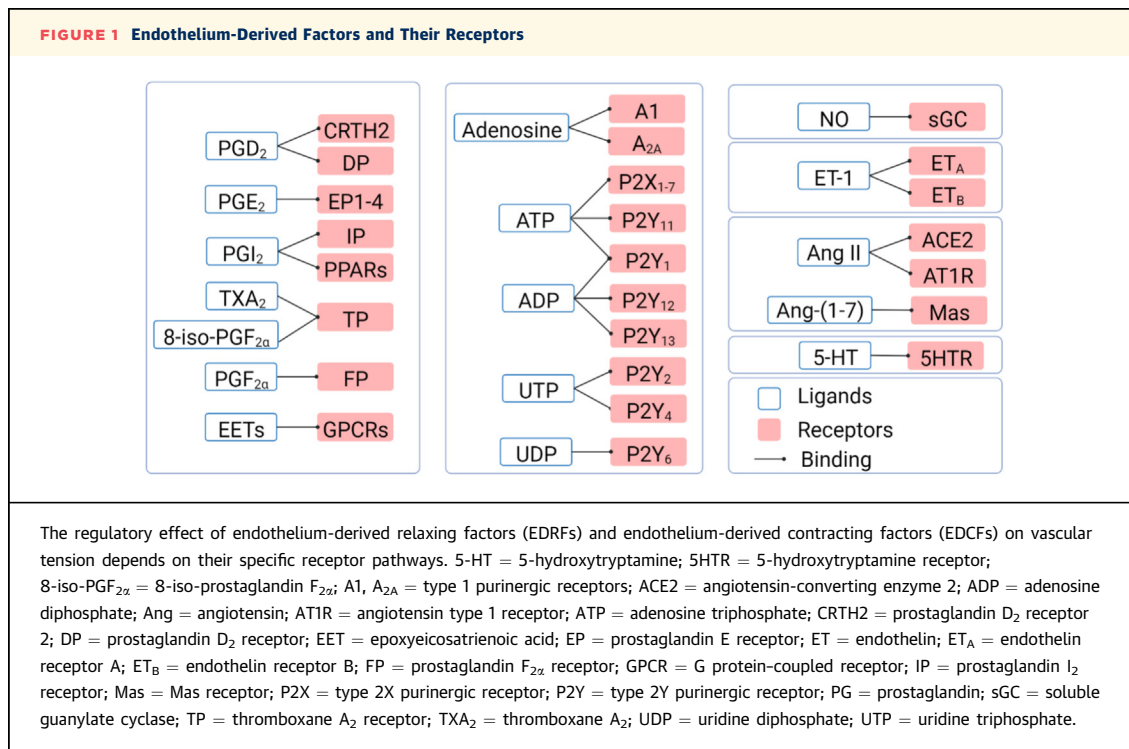 FIGURE 1 Endothelium-Derived Factors and Their Receptors
PGD₂
CRTH2
DP
PGE₂
EP1-4
PGI₂
IP
PPARs
TXA₂
8-iso-PGF₂α
TP
PGF₂α
FP
EETs
GPCRs
Adenosine
A1
A₂A
ATP
P2X₁₋₇
P2Y₁₁
P2Y₁
ADP
P2Y₁₂
P2Y₁₃
UTP
P2Y₂
P2Y₄
UDP
P2Y₆
NO
sGC
ET-1
ETA
ETB
Ang II
ACE2
AT1R
Ang-(1-7)
Mas
5-HT
5HTR
Ligands
Receptors
Binding
The regulatory effect of endothelium-derived relaxing factors (EDRFs) and endothelium-derived contracting factors (EDCFs) on vascular
tension depends on their specific receptor pathways. 5-HT = 5-hydroxytryptamine; 5HTR = 5-hydroxytryptamine receptor;
8-iso-PGF₂α = 8-iso-prostaglandin F₂α; A1, A₂A = type 1 purinergic receptors; ACE2 = angiotensin-converting enzyme 2; ADP = adenosine
diphosphate; Ang = angiotensin; AT1R = angiotensin type 1 receptor; ATP = adenosine triphosphate; CRTH2 = prostaglandin D₂ receptor
2; DP = prostaglandin D₂ receptor; EET = epoxyeicosatrienoic acid; EP = prostaglandin E receptor; ET = endothelin; ETA = endothelin
receptor A; ETB = endothelin receptor B; FP = prostaglandin F₂α receptor; GPCR = G protein-coupled receptor; IP = prostaglandin I₂
receptor; Mas = Mas receptor; P2X = type 2X purinergic receptor; P2Y = type 2Y purinergic receptor; PG = prostaglandin; sGC = soluble
guanylate cyclase; TP = thromboxane A₂ receptor; TXA₂ = thromboxane A₂; UDP = uridine diphosphate; UTP = uridine triphosphate.